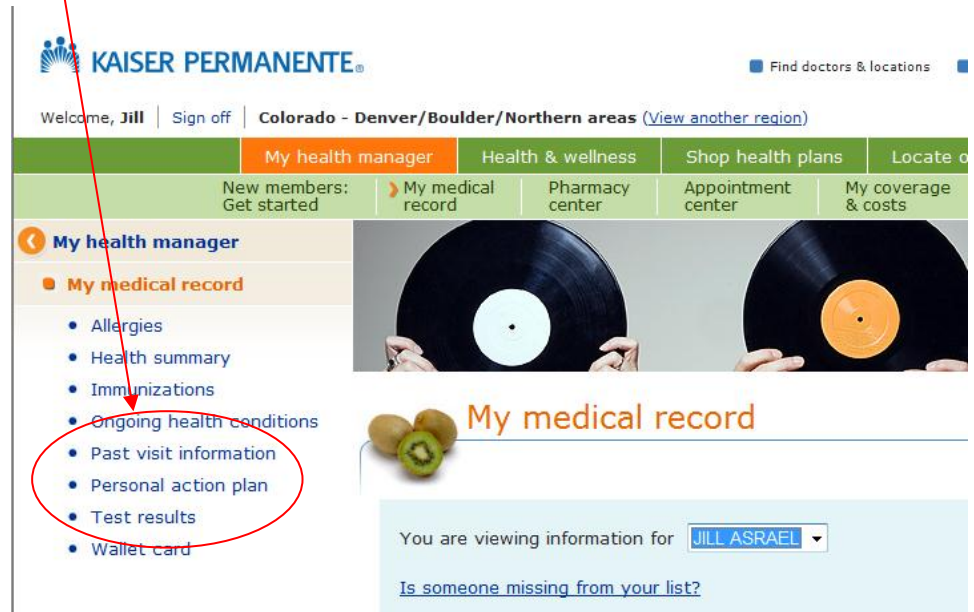 KAISER PERMANENTE®
Find doctors & locations
Welcome, Jill | Sign off | Colorado - Denver/Boulder/Northern areas (View another region)
My health manager Health & wellness Shop health plans Locate o
New members: Get started
My medical record
Pharmacy center
Appointment center
My coverage & costs
My health manager
My medical record
Allergies
Health summary
Immunizations
Ongoing health conditions
Past visit information
Personal action plan
Test results
Wallet card
My medical record
You are viewing information for JILL ASRAEL
Is someone missing from your list?